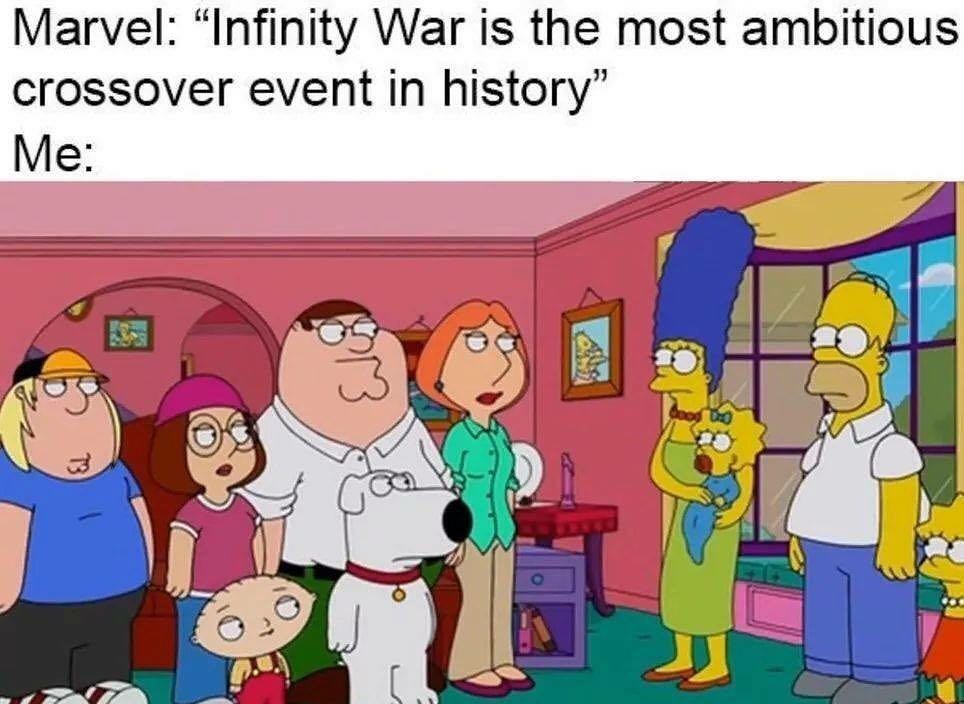 Marvel: “Infinity War is the most ambitious
crossover event in history”
Me: